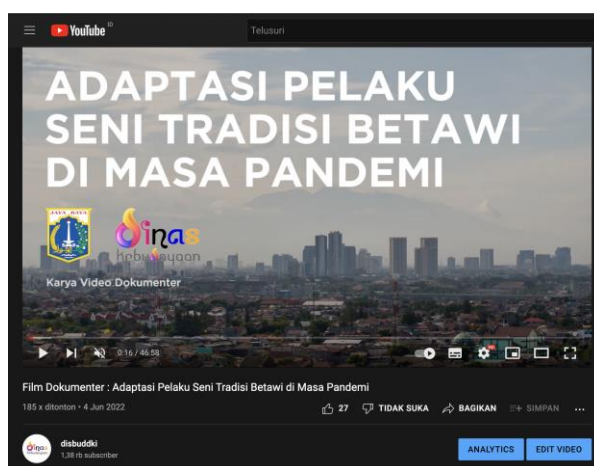 YouTube ID
Telusuri
ADAPTASI PELAKU
SENI TRADISI BETAWI
DI MASA PANDEMI
JAYA RAYA
dinas
kebudayaan
Karya Video Dokumenter
0:16 / 46:58
Film Dokumenter : Adaptasi Pelaku Seni Tradisi Betawi di Masa Pandemi
185 x ditonton • 4 Jun 2022
27 TIDAK SUKA BAGIKAN SIMPAN ...
disbuddki
1,38 rb subscriber
ANALYTICS EDIT VIDEO